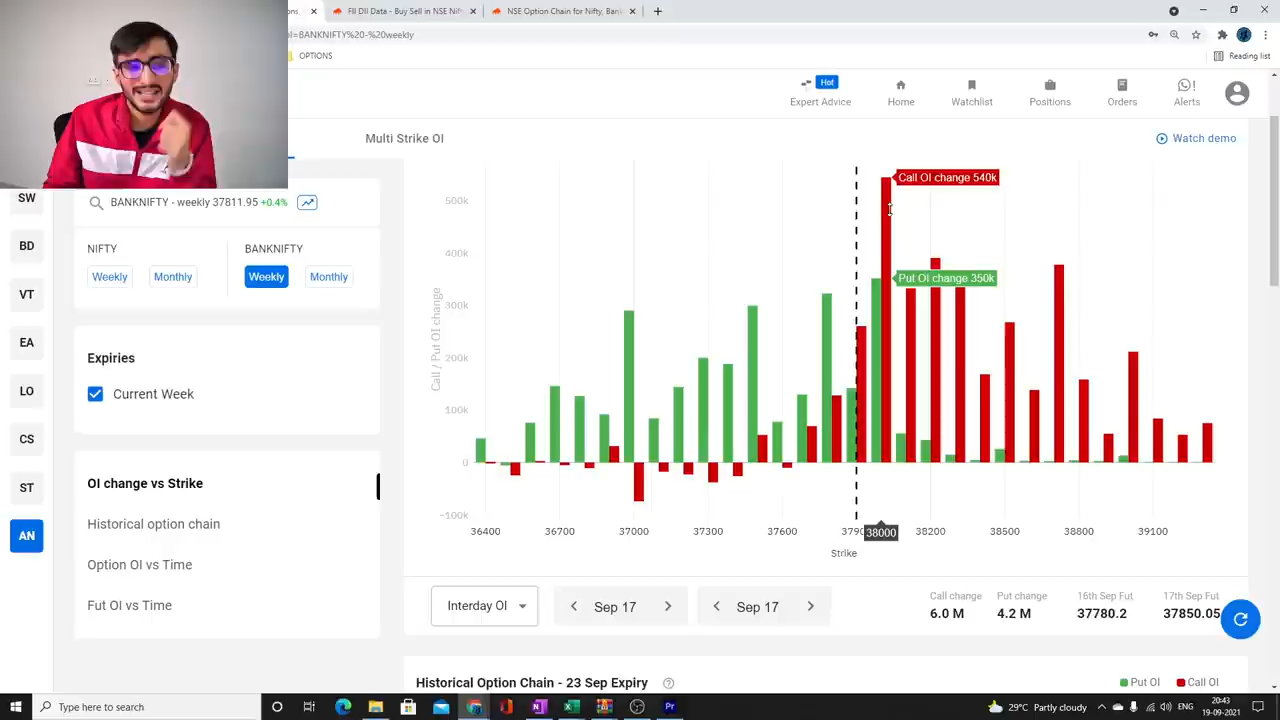 FII DII Data - Buy Sell in NSE Nift
NSE Option Chain for Nifty, Bank
=BANKNIFTY%20-%20weekly
OPTIONS
Reading list
Hot
Expert Advice
Home
Watchlist
Positions
Orders
Alerts
Multi Strike OI
Watch demo
SW
BD
VT
EA
LO
CS
ST
AN
BANKNIFTY - weekly 37811.95 +0.4%
NIFTY
BANKNIFTY
Weekly
Monthly
Weekly
Monthly
Expiries
Current Week
OI change vs Strike
Historical option chain
Option OI vs Time
Fut OI vs Time
Call / Put OI change
500k
400k
300k
200k
100k
0
-100k
Call OI change 540k
Put OI change 350k
36400 36700 37000 37300 37600 3790 38000 38200 38500 38800 39100
Strike
Interday OI
Sep 17
Sep 17
Call change
6.0 M
Put change
4.2 M
16th Sep Fut
37780.2
17th Sep Fut
37850.05
Historical Option Chain - 23 Sep Expiry
Put OI Call OI
Type here to search
29°C Partly cloudy
ENG
20:43
19-09-2021